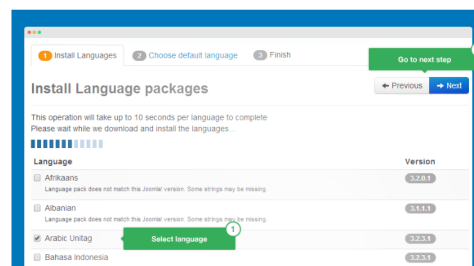 1 Install Languages 2 Choose default language 3 Finish
Go to next step
Install Language packages
Previous Next
This operation will take up to 10 seconds per language to complete
Please wait while we download and install the languages...
Language Version
Afrikaans 3.2.0.1
Language pack does not match this Joomla! version. Some strings may be missing.
Albanian 3.1.1.1
Language pack does not match this Joomla! version. Some strings may be missing.
1
Arabic Unitag Select language 3.2.3.1
Bahasa Indonesia 3.2.3.1